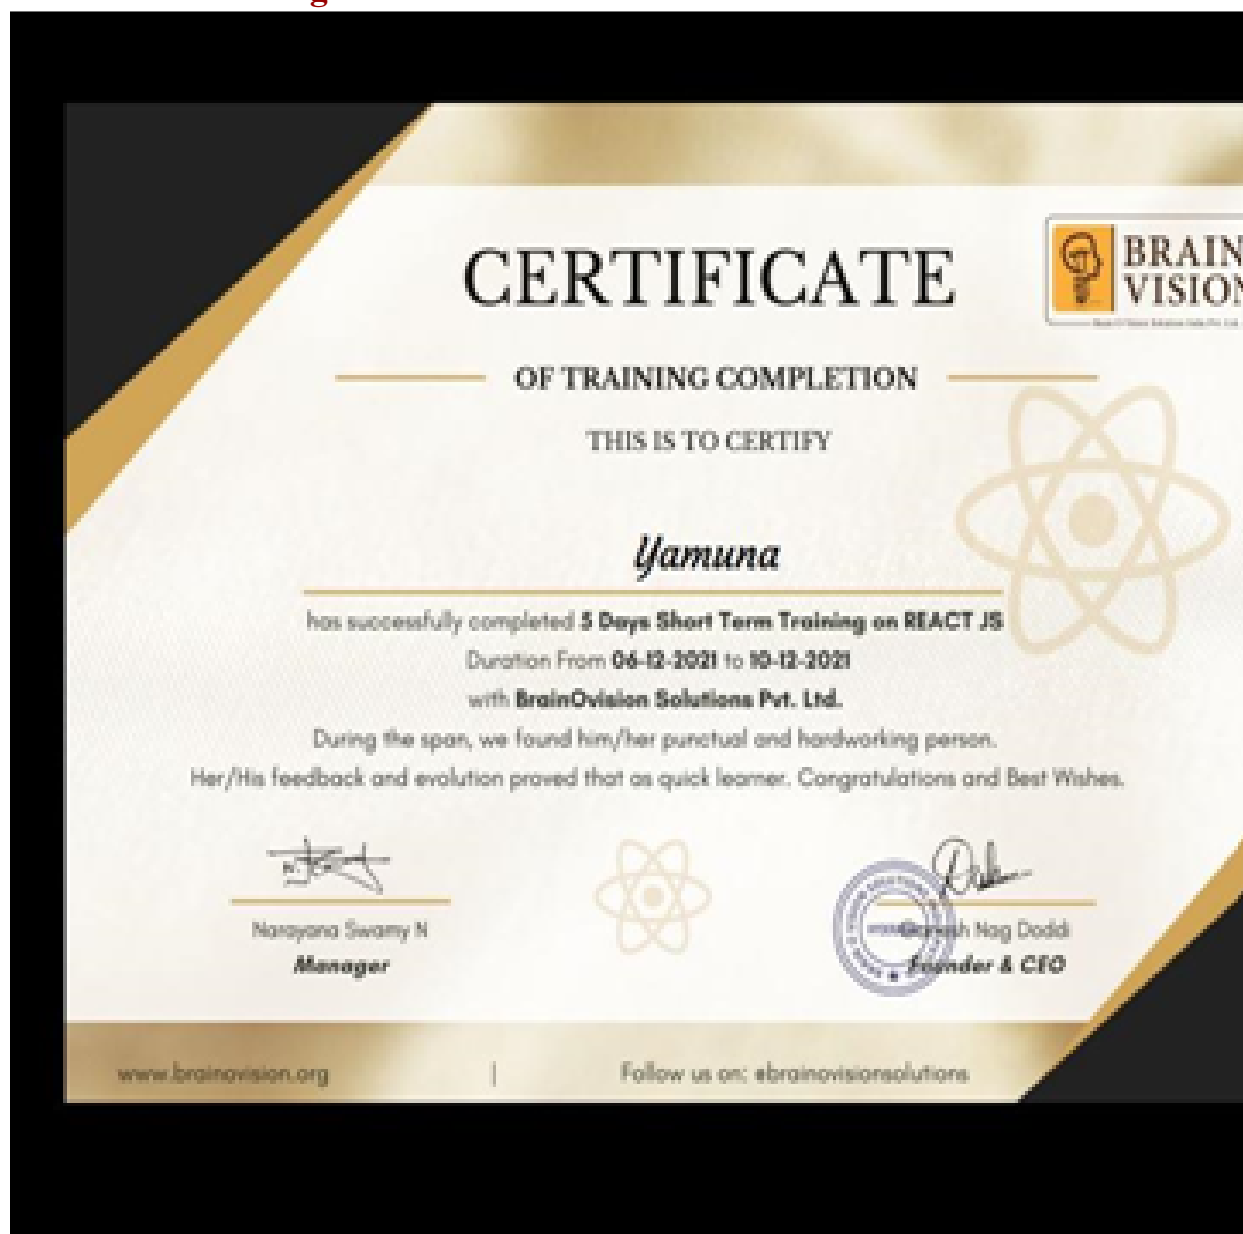 g
CERTIFICATE
BRAIN
VISION
OF TRAINING COMPLETION
THIS IS TO CERTIFY
Yamuna
has successfully completed 5 Days Short Term Training on REACT JS
Duration From 06-12-2021 to 10-12-2021
with BrainOvision Solutions Pvt. Ltd.
During the span, we found him/her punctual and hardworking person.
Her/His feedback and evolution proved that as quick learner. Congratulations and Best Wishes.
Narayana Swamy N
Manager
Ganesh Nag Doddi
Founder & CEO
www.brainovision.org | Follow us on: ebrainovisionsolutions